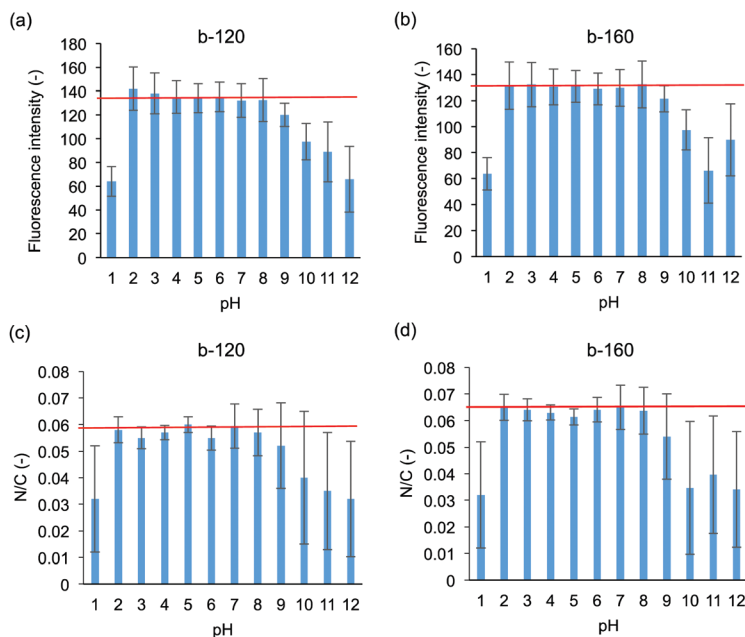 (a)
b-120
Fluorescence intensity (-)
180
160
140
120
100
80
60
40
20
0
1 2 3 4 5 6 7 8 9 10 11 12
pH
(b)
b-160
Fluorescence intensity (-)
160
140
120
100
80
60
40
20
0
1 2 3 4 5 6 7 8 9 10 11 12
pH
(c)
b-120
N/C (-)
0.08
0.07
0.06
0.05
0.04
0.03
0.02
0.01
0
1 2 3 4 5 6 7 8 9 10 11 12
pH
(d)
b-160
N/C (-)
0.08
0.07
0.06
0.05
0.04
0.03
0.02
0.01
0
1 2 3 4 5 6 7 8 9 10 11 12
pH